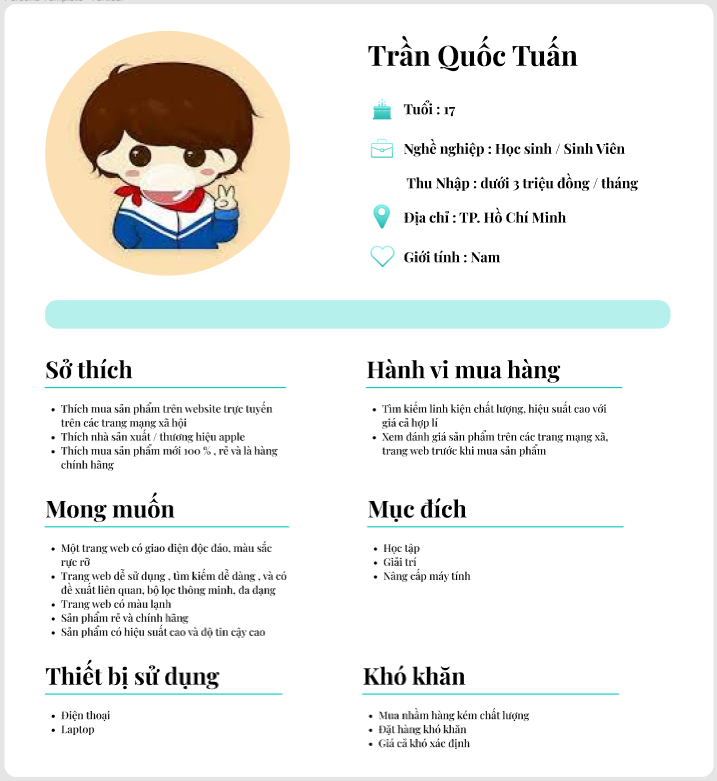 Trần Quốc Tuấn
Tuổi : 17
Nghề nghiệp : Học sinh / Sinh Viên
Thu Nhập : dưới 3 triệu đồng / tháng
Địa chỉ : TP. Hồ Chí Minh
Giới tính : Nam
Sở thích
• Thích mua sản phẩm trên website trực tuyến
trên các trang mạng xã hội
• Thích nhà sản xuất / thương hiệu apple
• Thích mua sản phẩm mới 100 % , rẻ và là hàng
chính hãng
Hành vi mua hàng
• Tìm kiếm linh kiện chất lượng, hiệu suất cao với
giá cả hợp lí
• Xem đánh giá sản phẩm trên các trang mạng xã,
trang web trước khi mua sản phẩm
Mong muốn
• Một trang web có giao diện độc đáo, màu sắc
rực rỡ
• Trang web dễ sử dụng , tìm kiếm dễ dàng , và có
đề xuất liên quan, bộ lọc thông minh, đa dạng
• Trang web có màu lạnh
• Sản phẩm rẻ và chính hãng
• Sản phẩm có hiệu suất cao và độ tin cậy cao
Mục đích
• Học tập
• Giải trí
• Nâng cấp máy tính
Thiết bị sử dụng
• Điện thoại
• Laptop
Khó khăn
• Mua nhầm hàng kém chất lượng
• Đặt hàng khó khăn
• Giá cả khó xác định